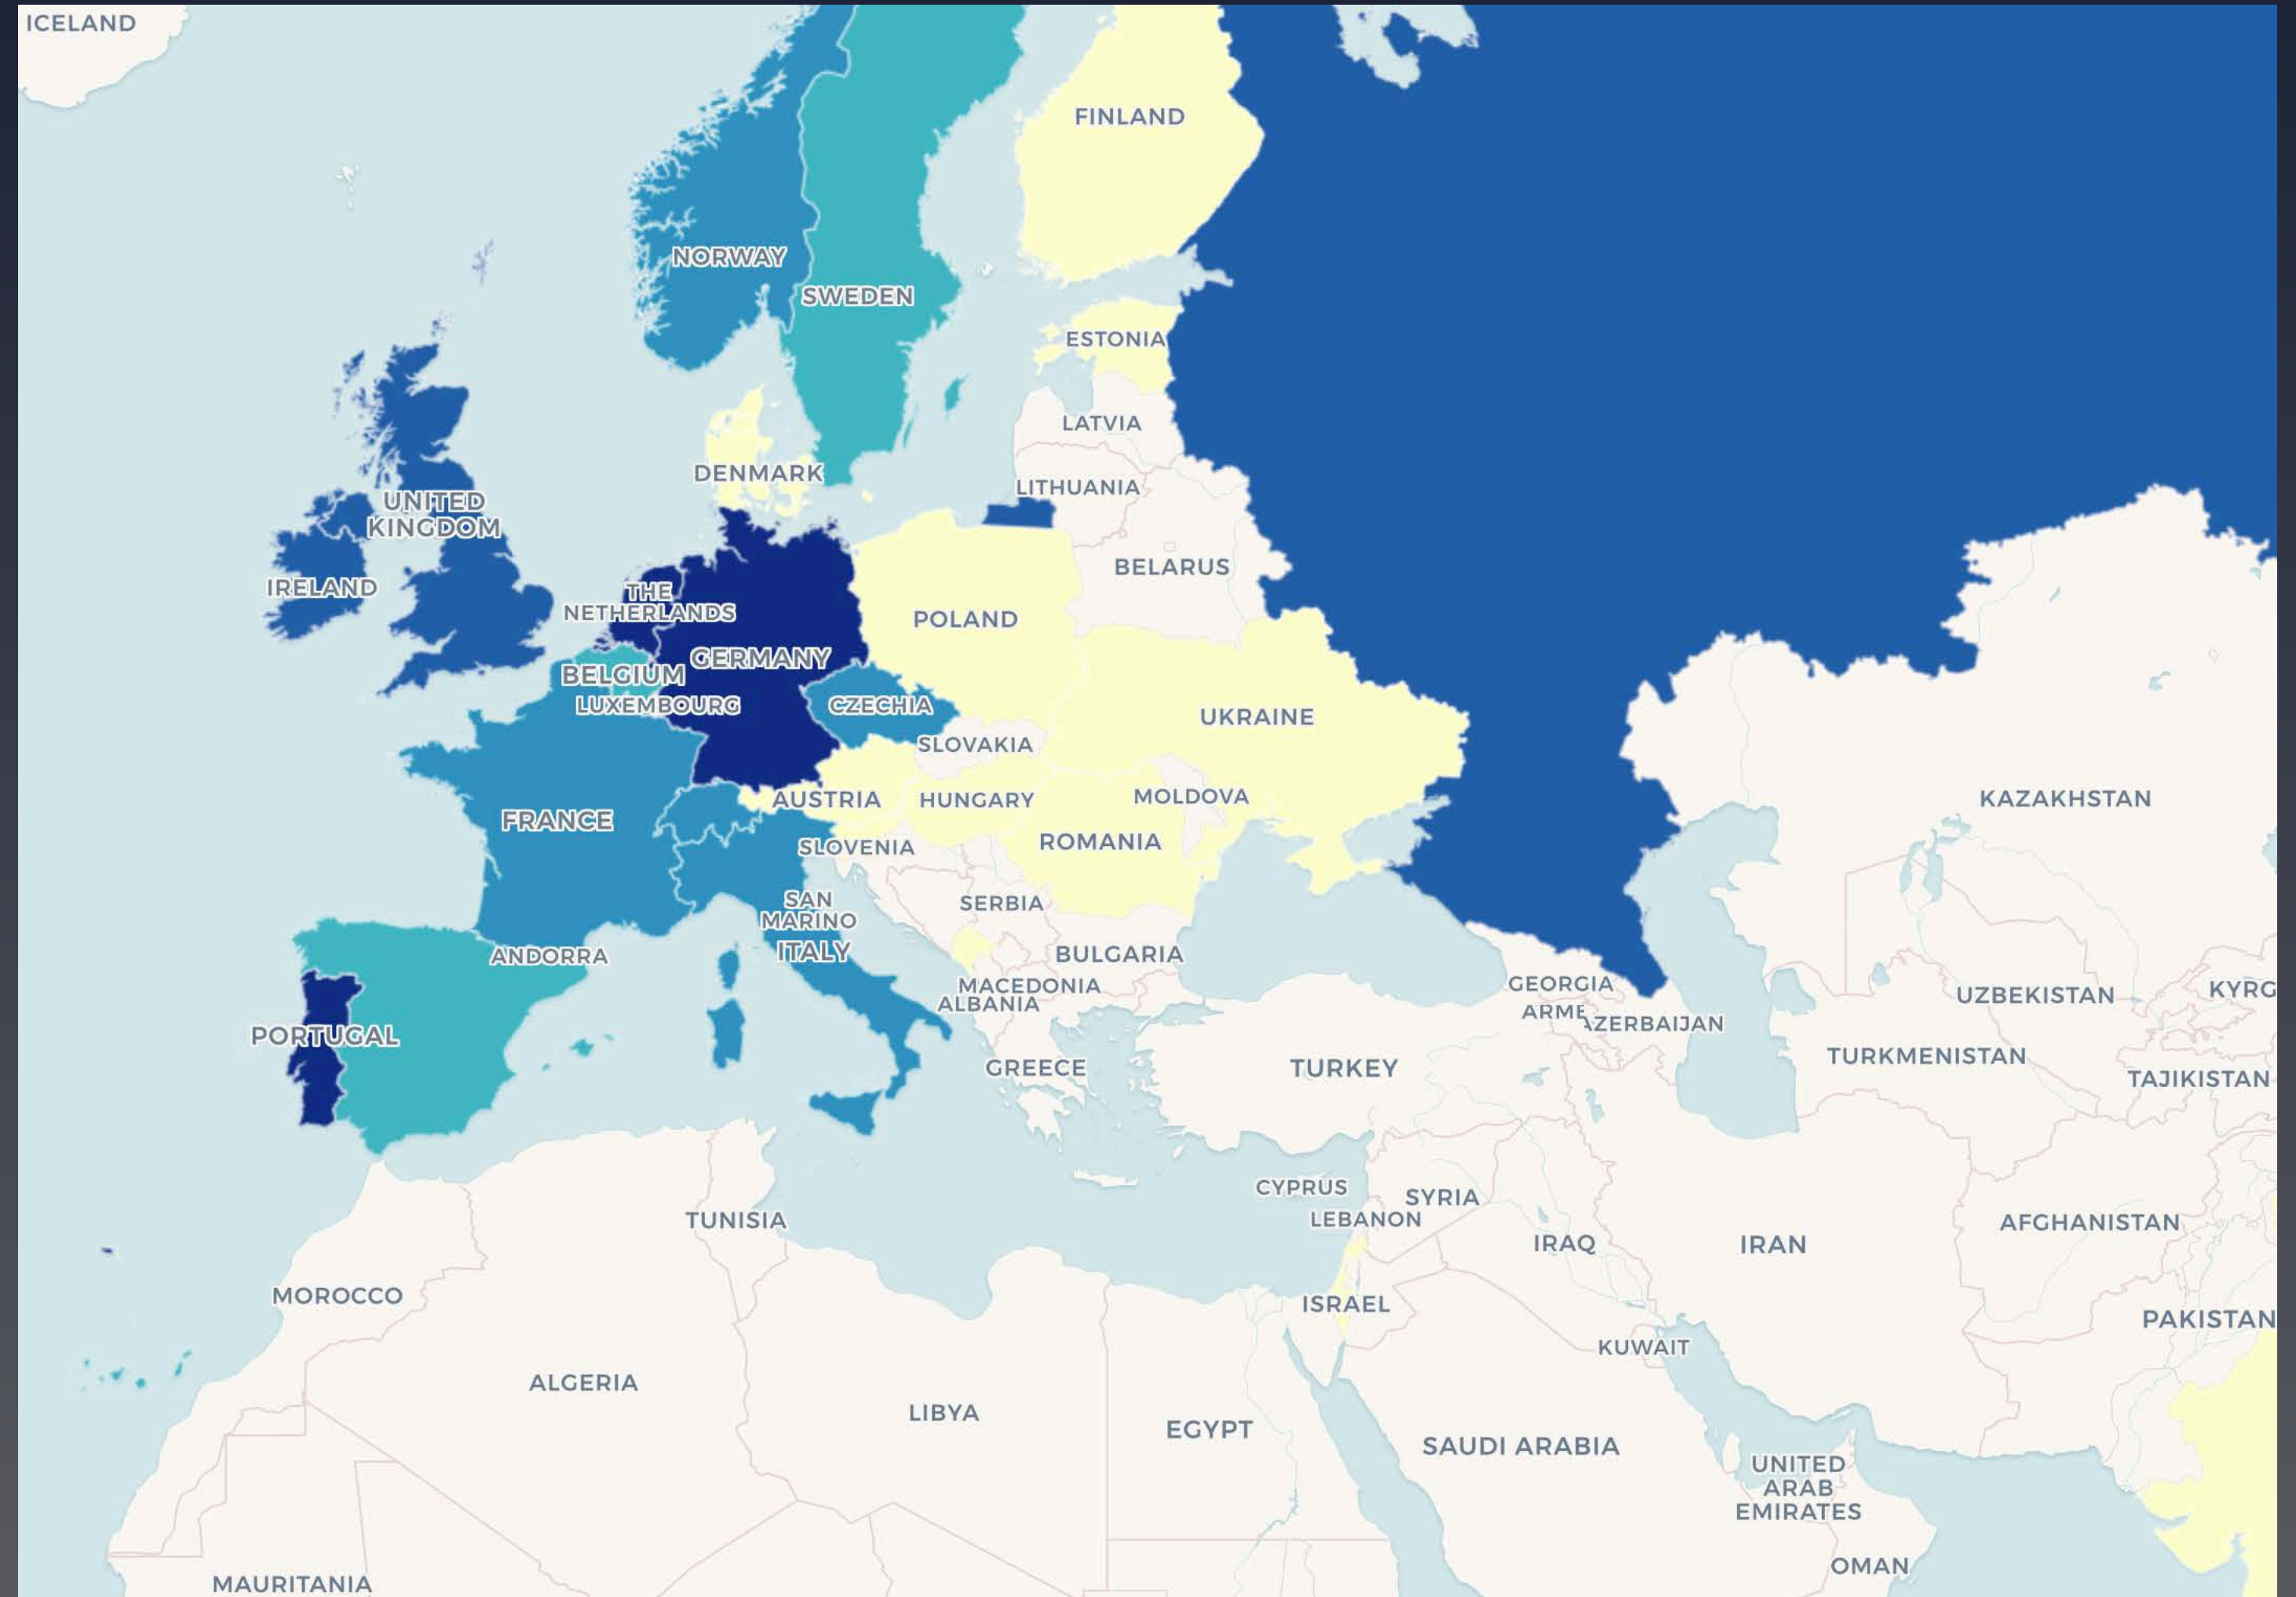 ICELAND
FINLAND
NORWAY
SWEDEN
ESTONIA
LATVIA
DENMARK
LITHUANIA
UNITED
KINGDOM
BELARUS
IRELAND
THE
NETHERLANDS
POLAND
GERMANY
BELGIUM
LUXEMBOURG
CZECHIA
UKRAINE
SLOVAKIA
AUSTRIA
HUNGARY
MOLDOVA
KAZAKHSTAN
FRANCE
ROMANIA
SLOVENIA
SAN
MARINO
SERBIA
ITALY
ANDORRA
BULGARIA
MACEDONIA
ALBANIA
GEORGIA
UZBEKISTAN
KYRG
ARME
AZERBAIJAN
PORTUGAL
GREECE
TURKEY
TURKMENISTAN
TAJIKISTAN
CYPRUS
SYRIA
LEBANON
TUNISIA
AFGHANISTAN
IRAQ
IRAN
MOROCCO
ISRAEL
PAKISTAN
KUWAIT
ALGERIA
LIBYA
EGYPT
SAUDI ARABIA
UNITED
ARAB
EMIRATES
OMAN
MAURITANIA